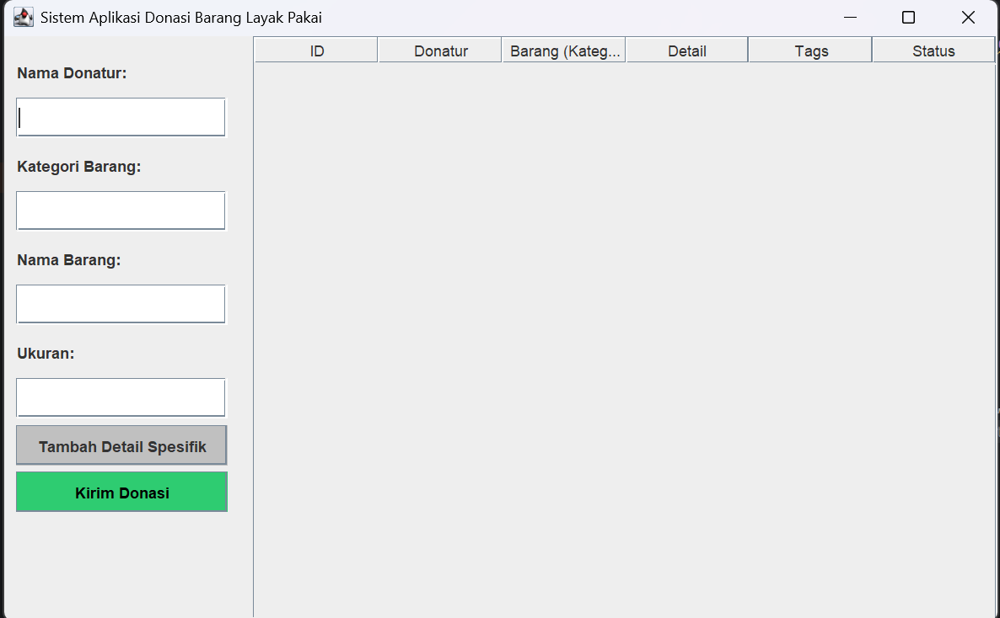 Sistem Aplikasi Donasi Barang Layak Pakai
Nama Donatur:
Kategori Barang:
Nama Barang:
Ukuran:
Tambah Detail Spesifik
Kirim Donasi
ID Donatur Barang (Kateg... Detail Tags Status